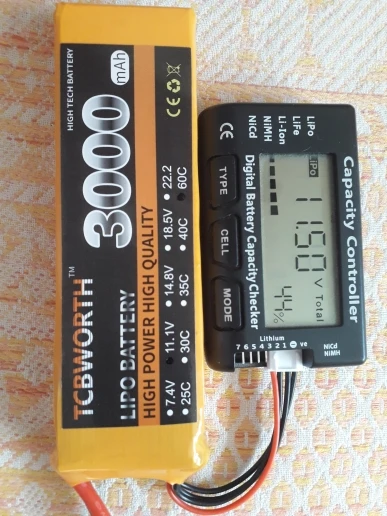 TCBWORTH™
3000 mAh
HIGH TECH BATTERY
LIPO BATTERY
HIGH POWER HIGH QUALITY
7.4V 11.1V 14.8V 18.5V 22.2
25C 30C 35C 40C 60C
CE
Capacity Controller
LiPo
LiFe
Li-Ion
NiMH
NiCd
CE
LiPo
11.50 V Total
44%
Digital Battery Capacity Checker
TYPE
CELL
MODE
Lithium
7 6 5 4 3 2 1 ⊖ ve
NiCd
NiMH